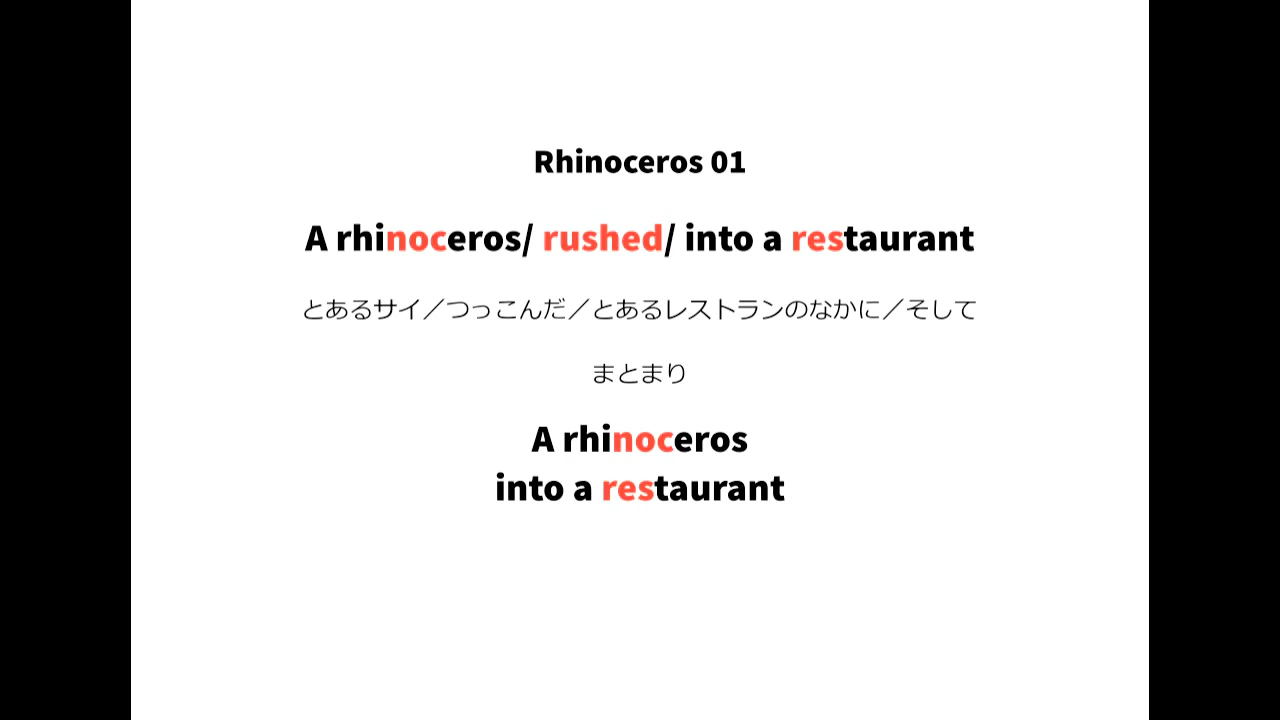 Rhinoceros 01
A rhinoceros/ rushed/ into a restaurant
とあるサイ／つっこんだ／とあるレストランのなかに／そして
まとまり
A rhinoceros
into a restaurant